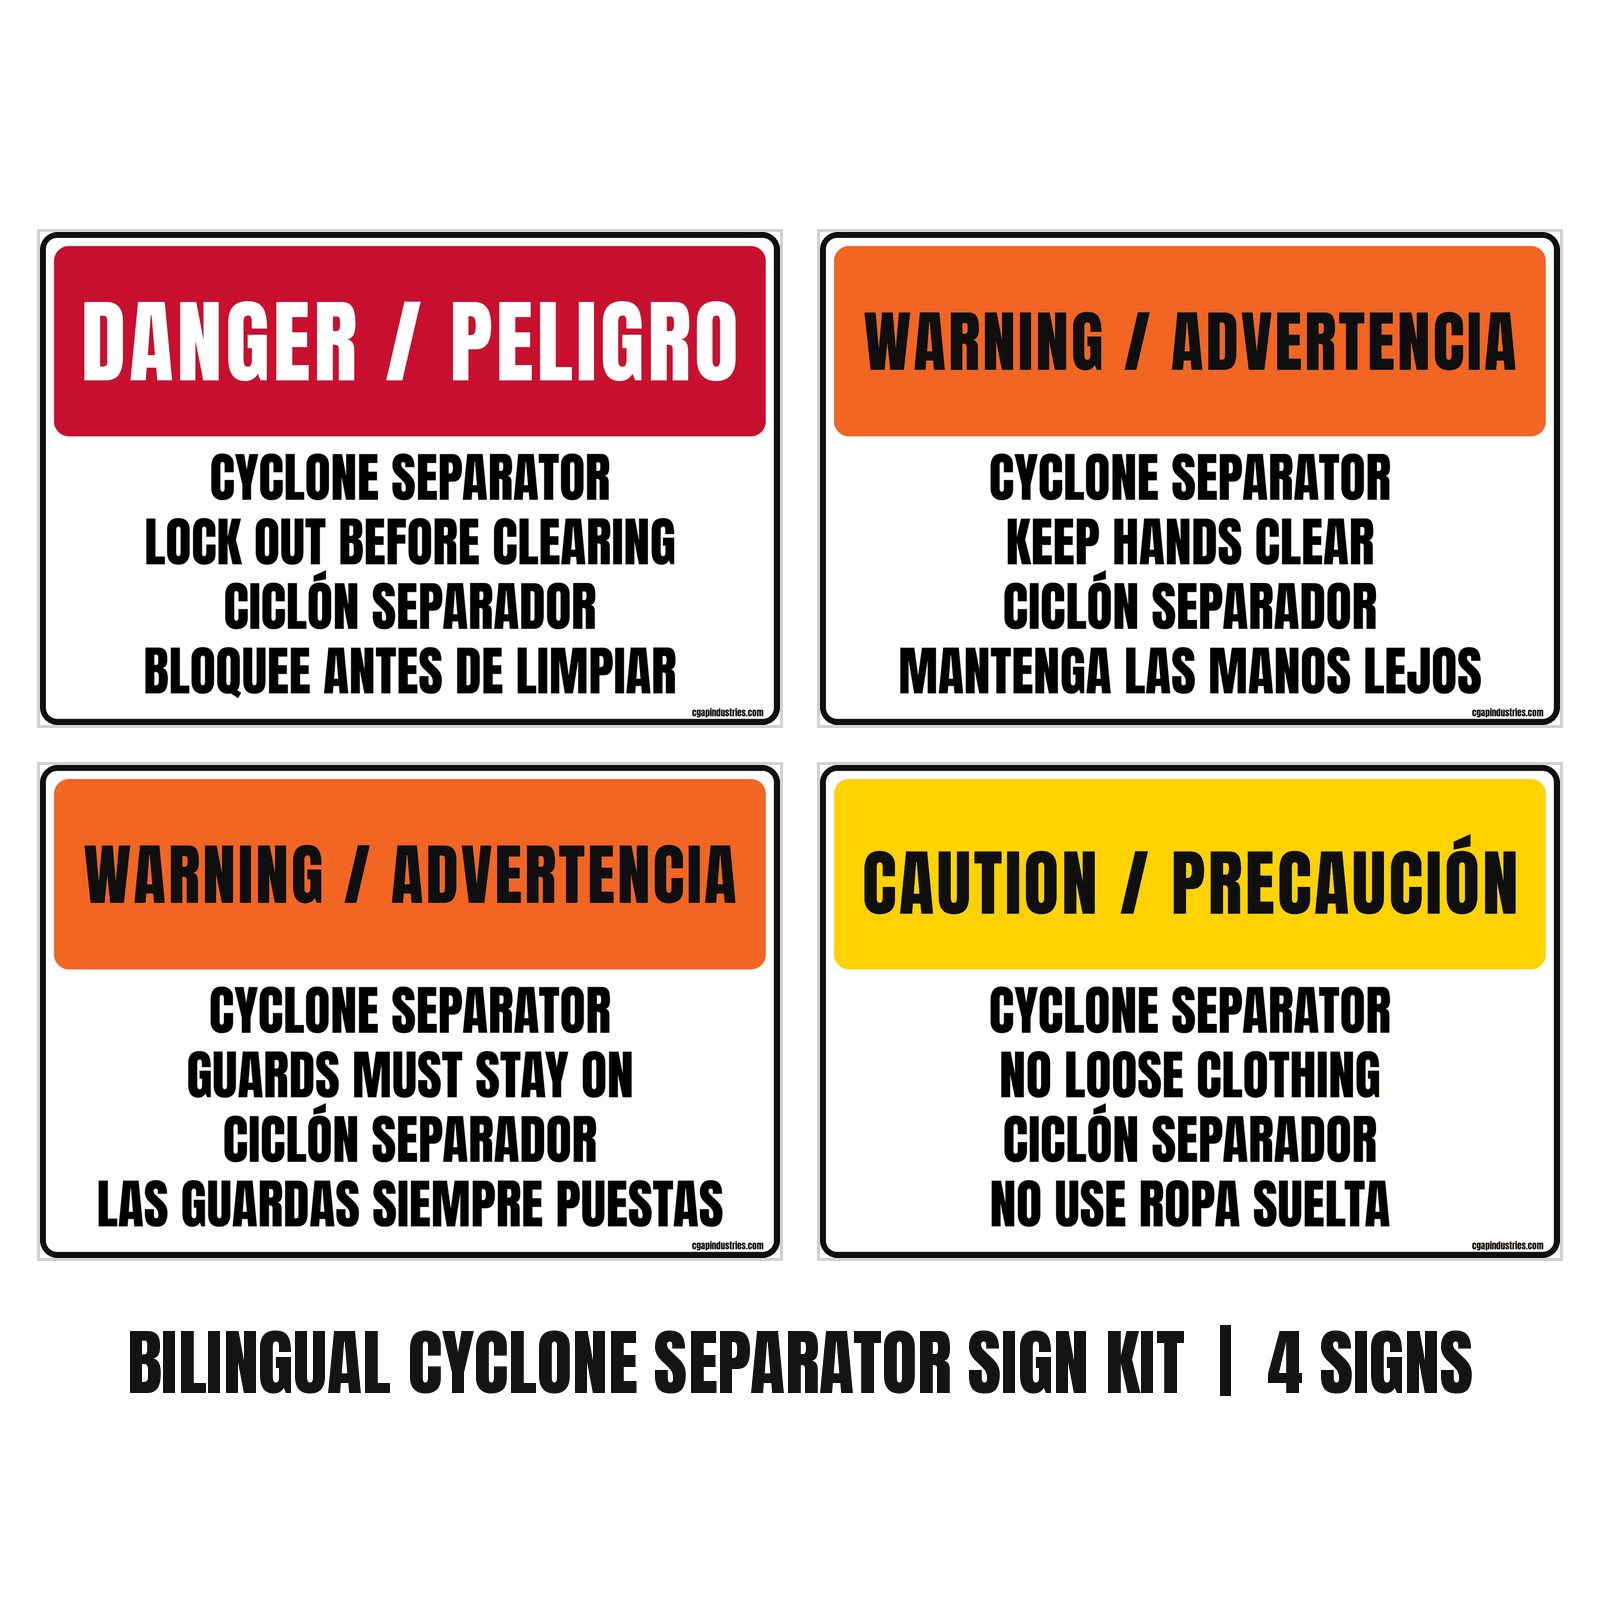 DANGER / PELIGRO
CYCLONE SEPARATOR
LOCK OUT BEFORE CLEARING
CICLÓN SEPARADOR
BLOQUEE ANTES DE LIMPIAR
cgapindustries.com
WARNING / ADVERTENCIA
CYCLONE SEPARATOR
KEEP HANDS CLEAR
CICLÓN SEPARADOR
MANTENGA LAS MANOS LEJOS
cgapindustries.com
WARNING / ADVERTENCIA
CYCLONE SEPARATOR
GUARDS MUST STAY ON
CICLÓN SEPARADOR
LAS GUARDAS SIEMPRE PUESTAS
cgapindustries.com
CAUTION / PRECAUCIÓN
CYCLONE SEPARATOR
NO LOOSE CLOTHING
CICLÓN SEPARADOR
NO USE ROPA SUELTA
cgapindustries.com
BILINGUAL CYCLONE SEPARATOR SIGN KIT | 4 SIGNS